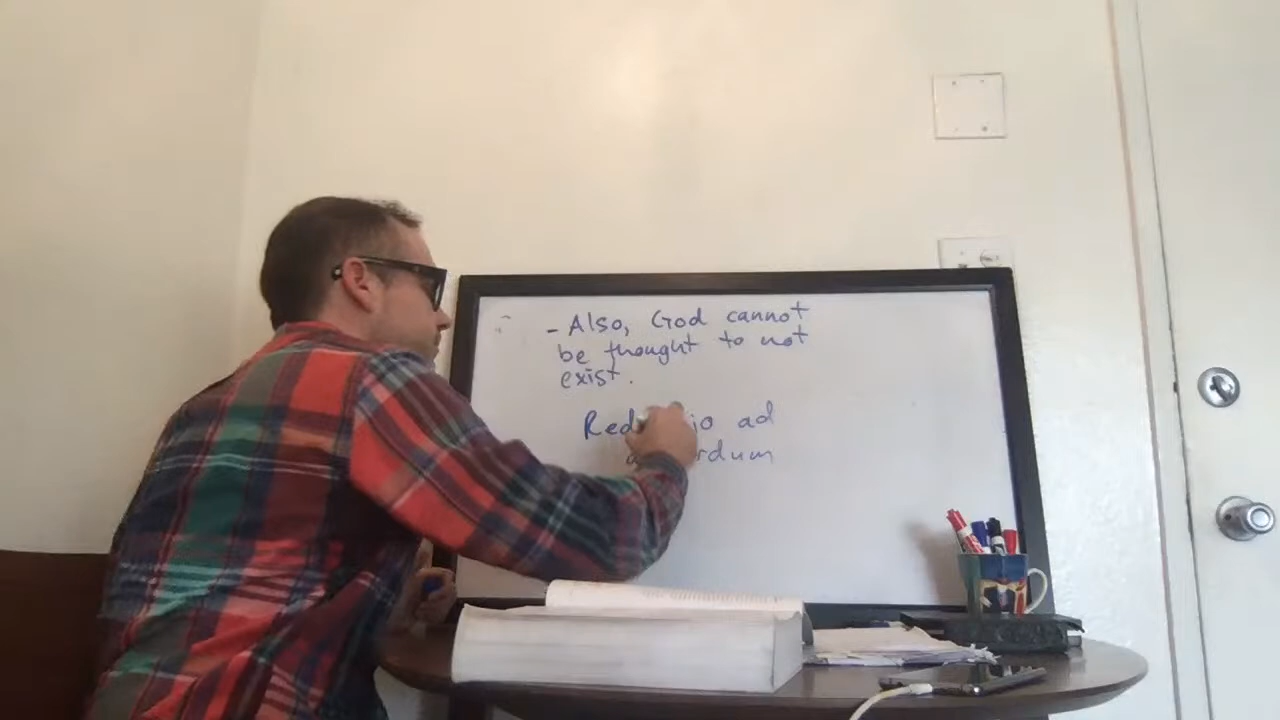 - Also, God cannot
be thought to not
exist.
ad